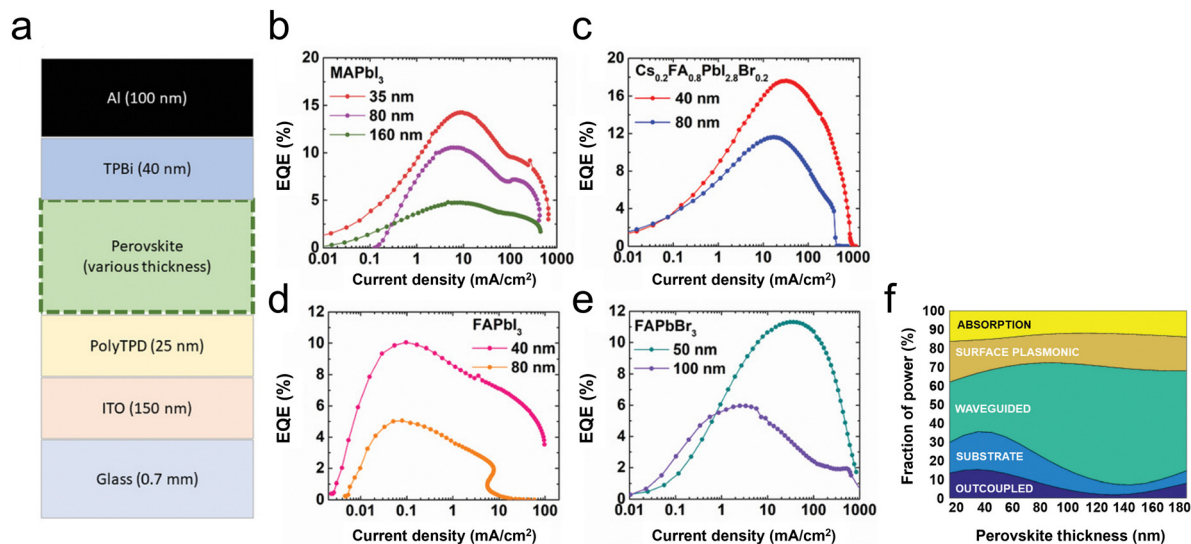 a
Al (100 nm)
TPBi (40 nm)
Perovskite
(various thickness)
PolyTPD (25 nm)
ITO (150 nm)
Glass (0.7 mm)
b
20
15
10
5
0
EQE (%)
MAPbI3
35 nm
80 nm
160 nm
0.01 0.1 1 10 100 1000
Current density (mA/cm²)
c
20
16
12
8
4
0
EQE (%)
Cs0.2FA0.8PbI2.8Br0.2
40 nm
80 nm
0.01 0.1 1 10 100 1000
Current density (mA/cm²)
d
12
10
8
6
4
2
0
EQE (%)
FAPbI3
40 nm
80 nm
0.01 0.1 1 10 100
Current density (mA/cm²)
e
12
10
8
6
4
2
0
EQE (%)
FAPbBr3
50 nm
100 nm
0.01 0.1 1 10 100 1000
Current density (mA/cm²)
f
100
90
80
70
60
50
40
30
20
10
0
Fraction of power (%)
ABSORPTION
SURFACE PLASMONIC
WAVEGUIDED
SUBSTRATE
OUTCOUPLED
20 40 60 80 100 120 140 160 180
Perovskite thickness (nm)